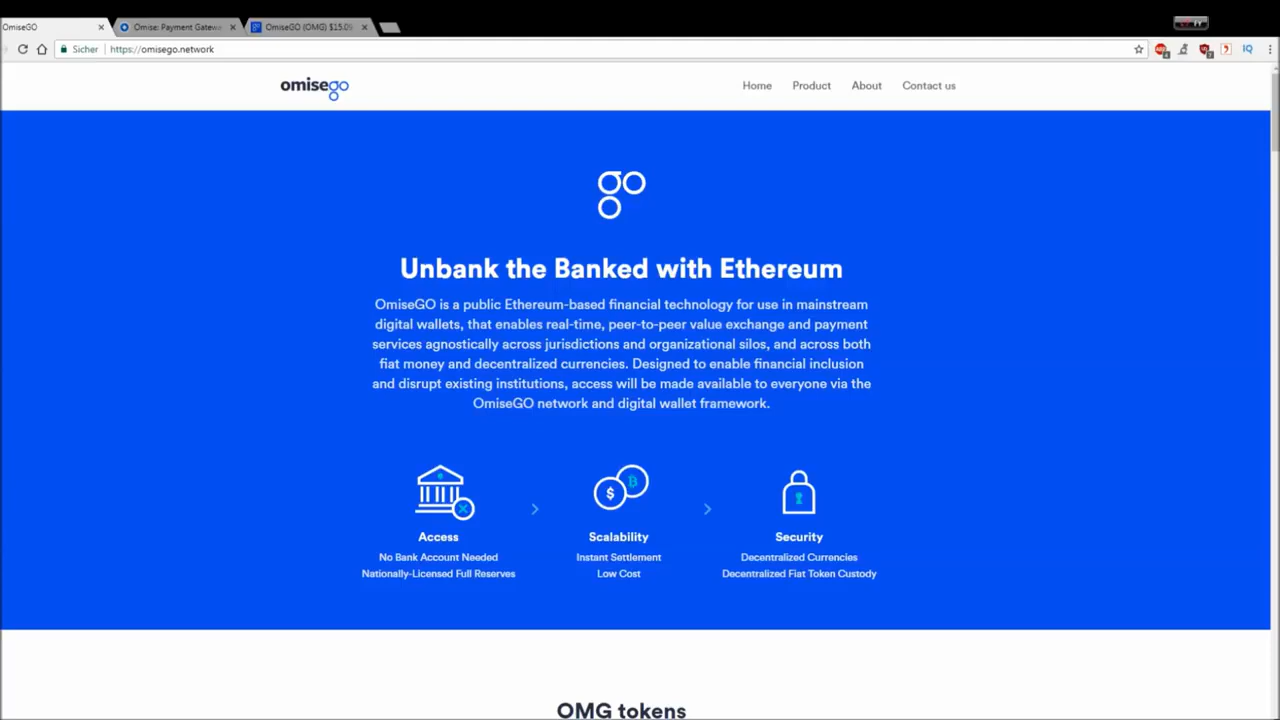 OmiseGO
Omise: Payment Gatew
OmiseGO (OMG) $15.09
Sicher
https://omisego.network
omisego
Home
Product
About
Contact us
go
Unbank the Banked with Ethereum
OmiseGO is a public Ethereum-based financial technology for use in mainstream
digital wallets, that enables real-time, peer-to-peer value exchange and payment
services agnostically across jurisdictions and organizational silos, and across both
fiat money and decentralized currencies. Designed to enable financial inclusion
and disrupt existing institutions, access will be made available to everyone via the
OmiseGO network and digital wallet framework.
Access
No Bank Account Needed
Nationally-Licensed Full Reserves
Scalability
Instant Settlement
Low Cost
Security
Decentralized Currencies
Decentralized Fiat Token Custody
OMG tokens